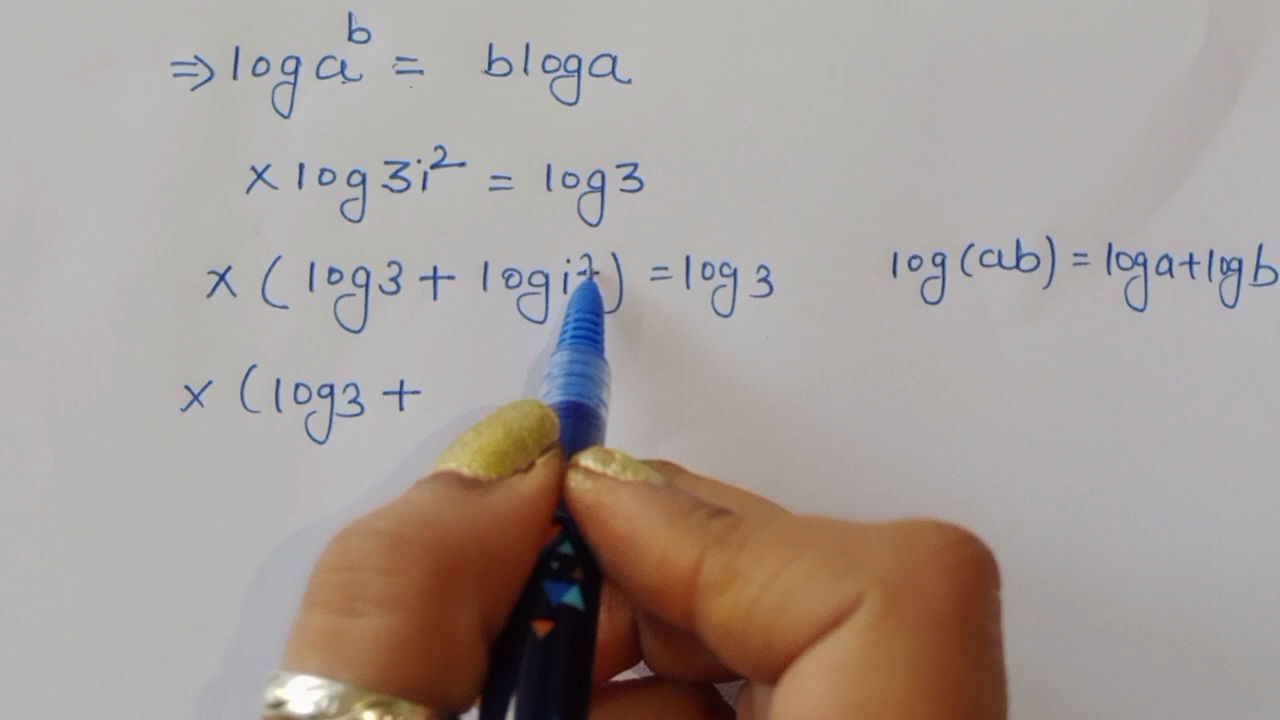 ⇒ log a^b = b log a
x log 3i² = log 3
x (log 3 + log i²) = log 3
log (ab) = log a + log b
x (log 3 +